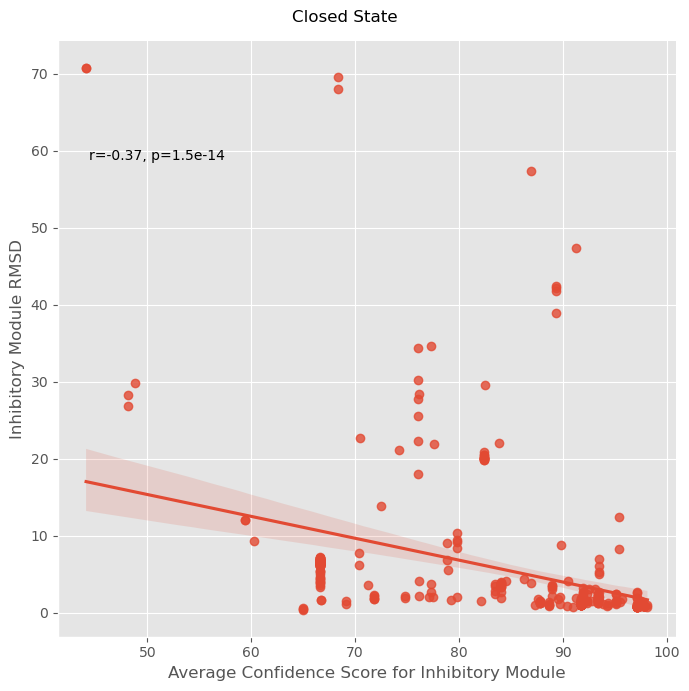 Closed State
70
60
r=-0.37, p=1.5e-14
50
40
30
20
10
0
Inhibitory Module RMSD
50 60 70 80 90 100
Average Confidence Score for Inhibitory Module